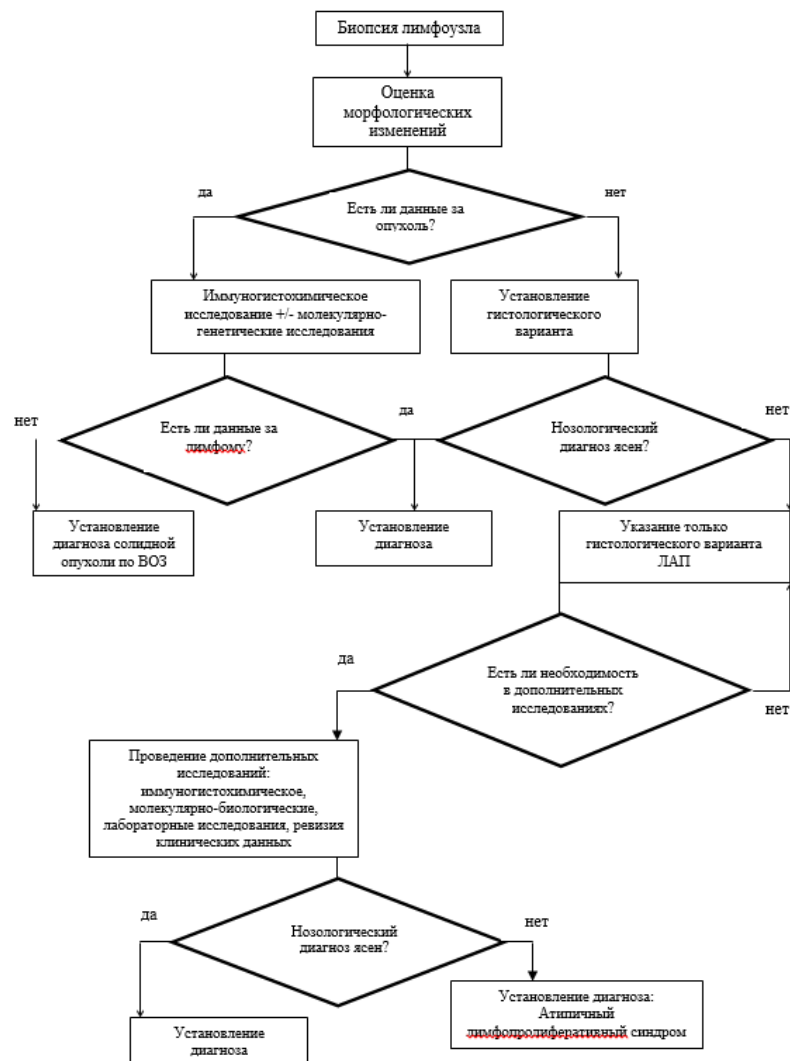 Биопсия лимфоузла
Оценка
морфологических
изменений
да
нет
Есть ли данные за
опухоль?
Иммуногистохимическое
исследование +/- молекулярно-
генетические исследования
Установление
гистологического
варианта
нет
Есть ли данные за
лимфому?
да
Нозологический
диагноз ясен?
нет
Установление
диагноза солидной
опухоли по ВОЗ
Установление
диагноза
Указание только
гистологического варианта
ЛАП
да
Есть ли необходимость
в дополнительных
исследованиях?
нет
Проведение дополнительных
исследований:
иммуногистохимическое,
молекулярно-биологические,
лабораторные исследования, ревизия
клинических данных
да
Нозологический
диагноз ясен?
нет
Установление
диагноза
Установление диагноза:
Атипичный
лимфопролиферативный синдром